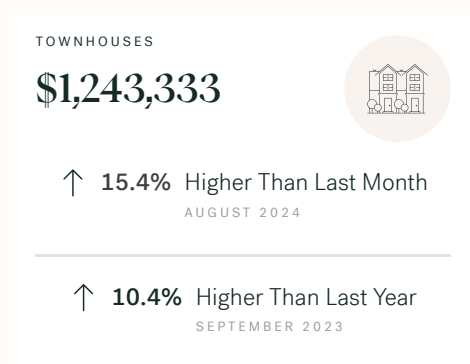 TOWNHOUSES
$1,243,333
15.4% Higher Than Last Month
AUGUST 2024
10.4% Higher Than Last Year
SEPTEMBER 2023